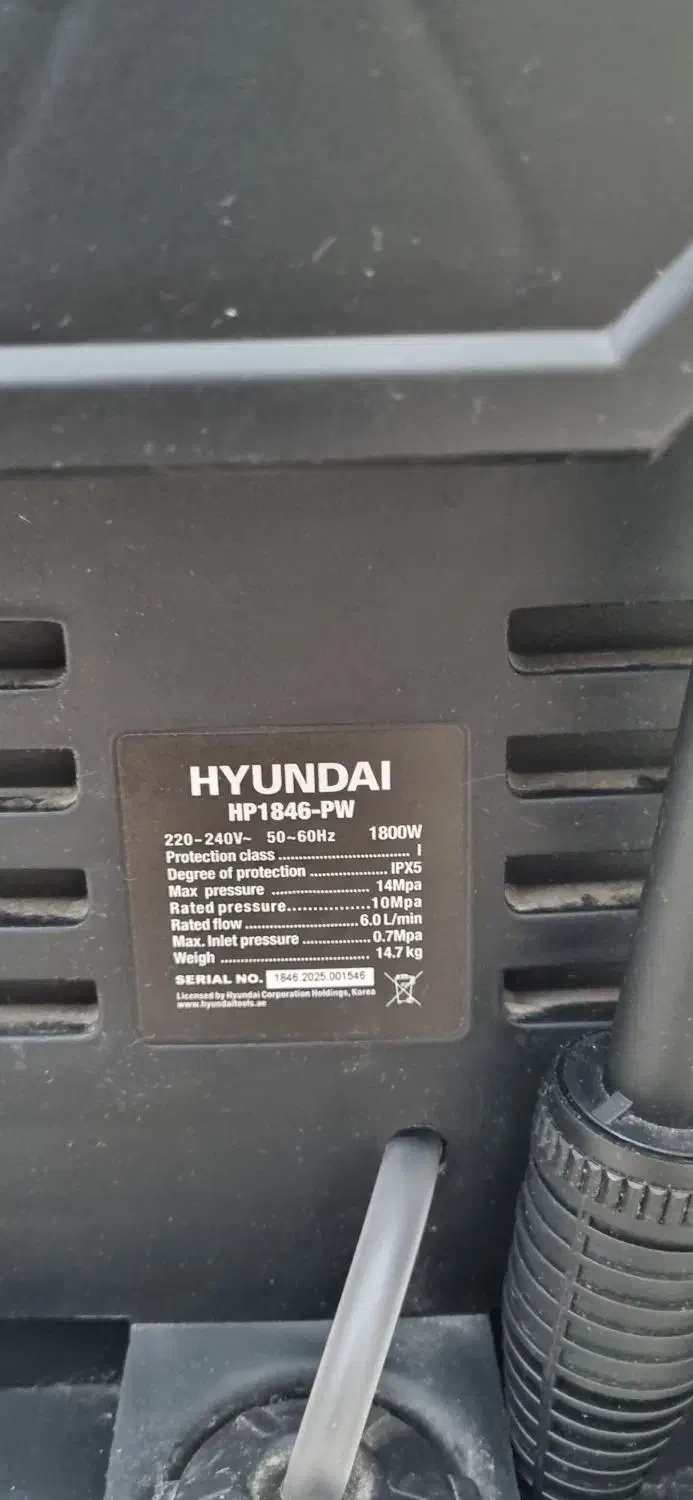 HYUNDAI
HP1846-PW
220-240V~ 50~60Hz 1800W
Protection class ................................ I
Degree of protection ................... IPX5
Max pressure ........................ 14Mpa
Rated pressure....................10Mpa
Rated flow...........................6.0 L/min
Max. Inlet pressure ................0.7Mpa
Weigh .................................... 14.7 kg
SERIAL NO. 1846.2025.001546
Licensed by Hyundai Corporation Holdings, Korea
www.hyundaitools.ae